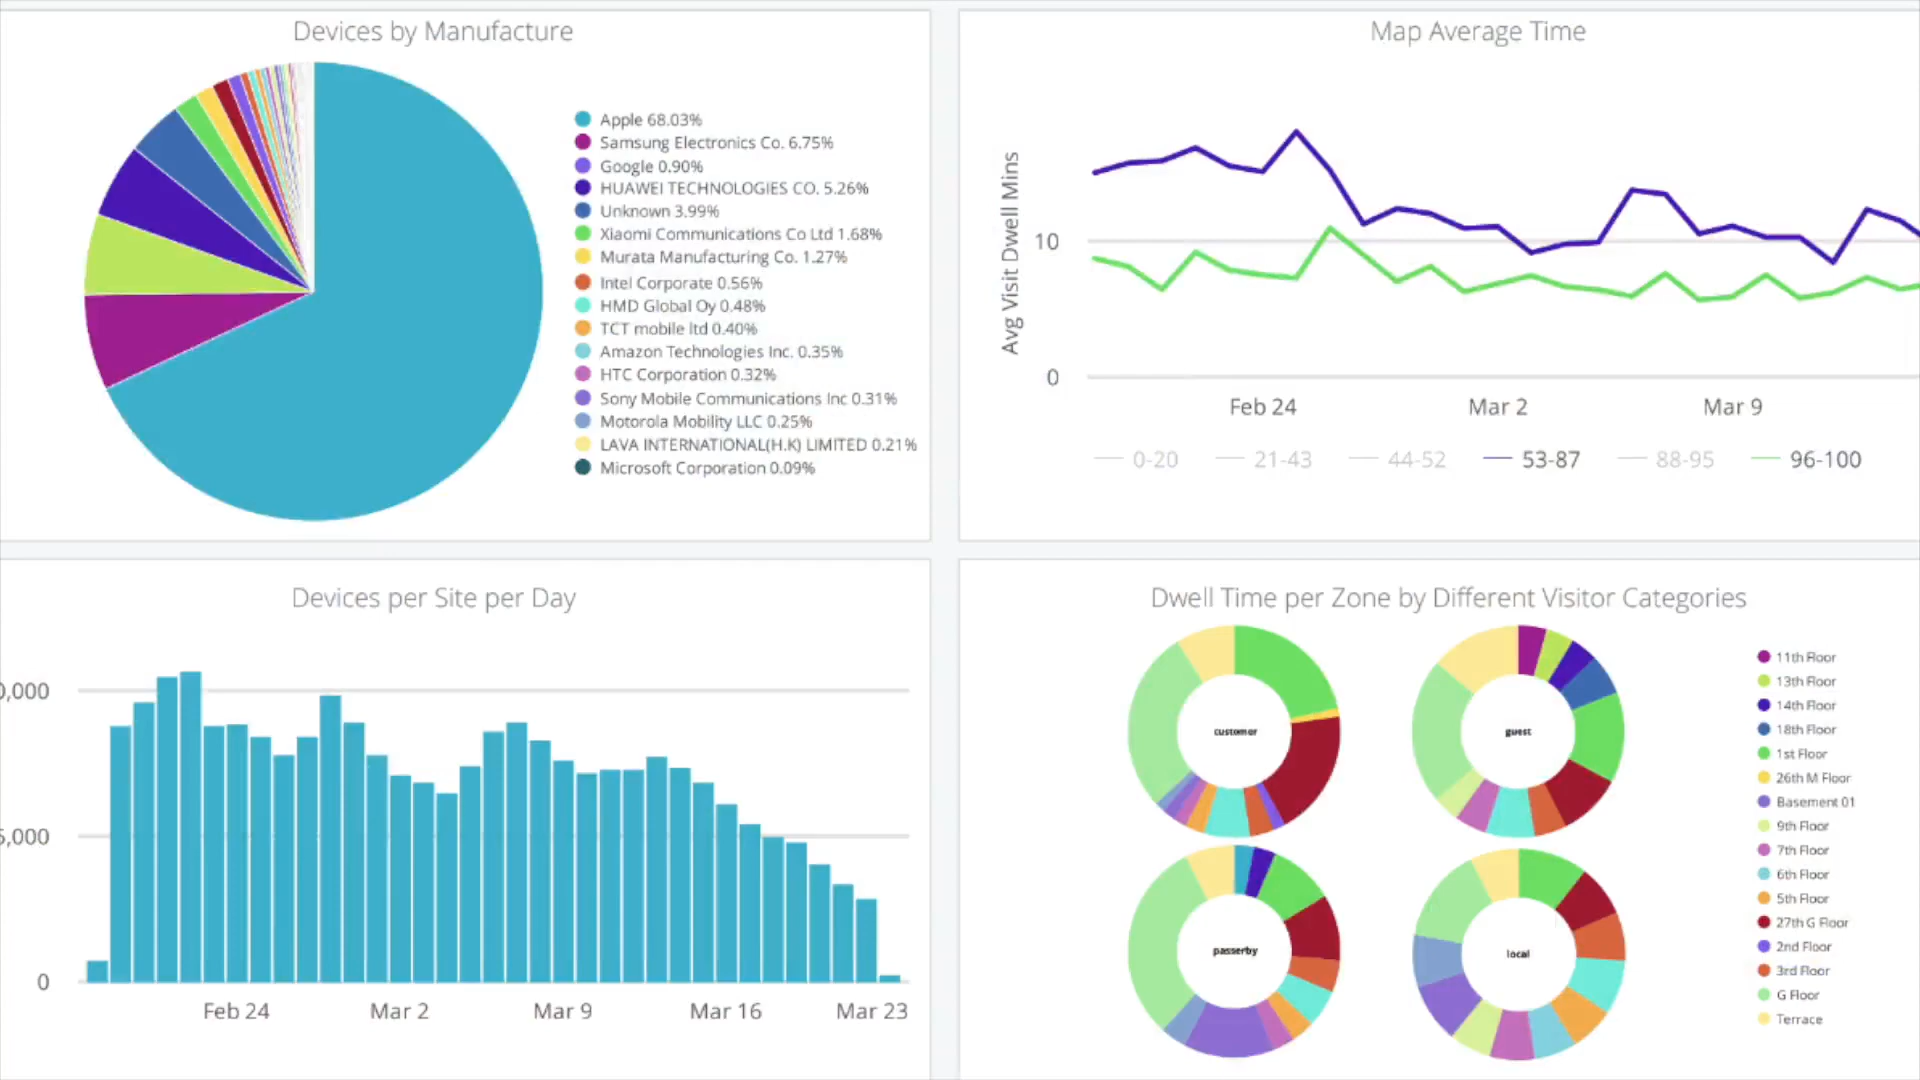 Devices by Manufacture
Apple 68.03%
Samsung Electronics Co. 6.75%
Google 0.90%
HUAWEI TECHNOLOGIES CO. 5.26%
Unknown 3.99%
Xiaomi Communications Co Ltd 1.68%
Murata Manufacturing Co. 1.27%
Intel Corporate 0.56%
HMD Global Oy 0.48%
TCT mobile ltd 0.40%
Amazon Technologies Inc. 0.35%
HTC Corporation 0.32%
Sony Mobile Communications Inc 0.31%
Motorola Mobility LLC 0.25%
LAVA INTERNATIONAL(H.K) LIMITED 0.21%
Microsoft Corporation 0.09%
Map Average Time
Avg Visit Dwell Mins
10
0
Feb 24 Mar 2 Mar 9
0-20 21-43 44-52 53-87 88-95 96-100
Devices per Site per Day
0,000
5,000
0
Feb 24 Mar 2 Mar 9 Mar 16 Mar 23
Dwell Time per Zone by Different Visitor Categories
customer
guest
passerby
local
11th Floor
13th Floor
14th Floor
18th Floor
1st Floor
26th M Floor
Basement 01
9th Floor
7th Floor
6th Floor
5th Floor
27th G Floor
2nd Floor
3rd Floor
G Floor
Terrace